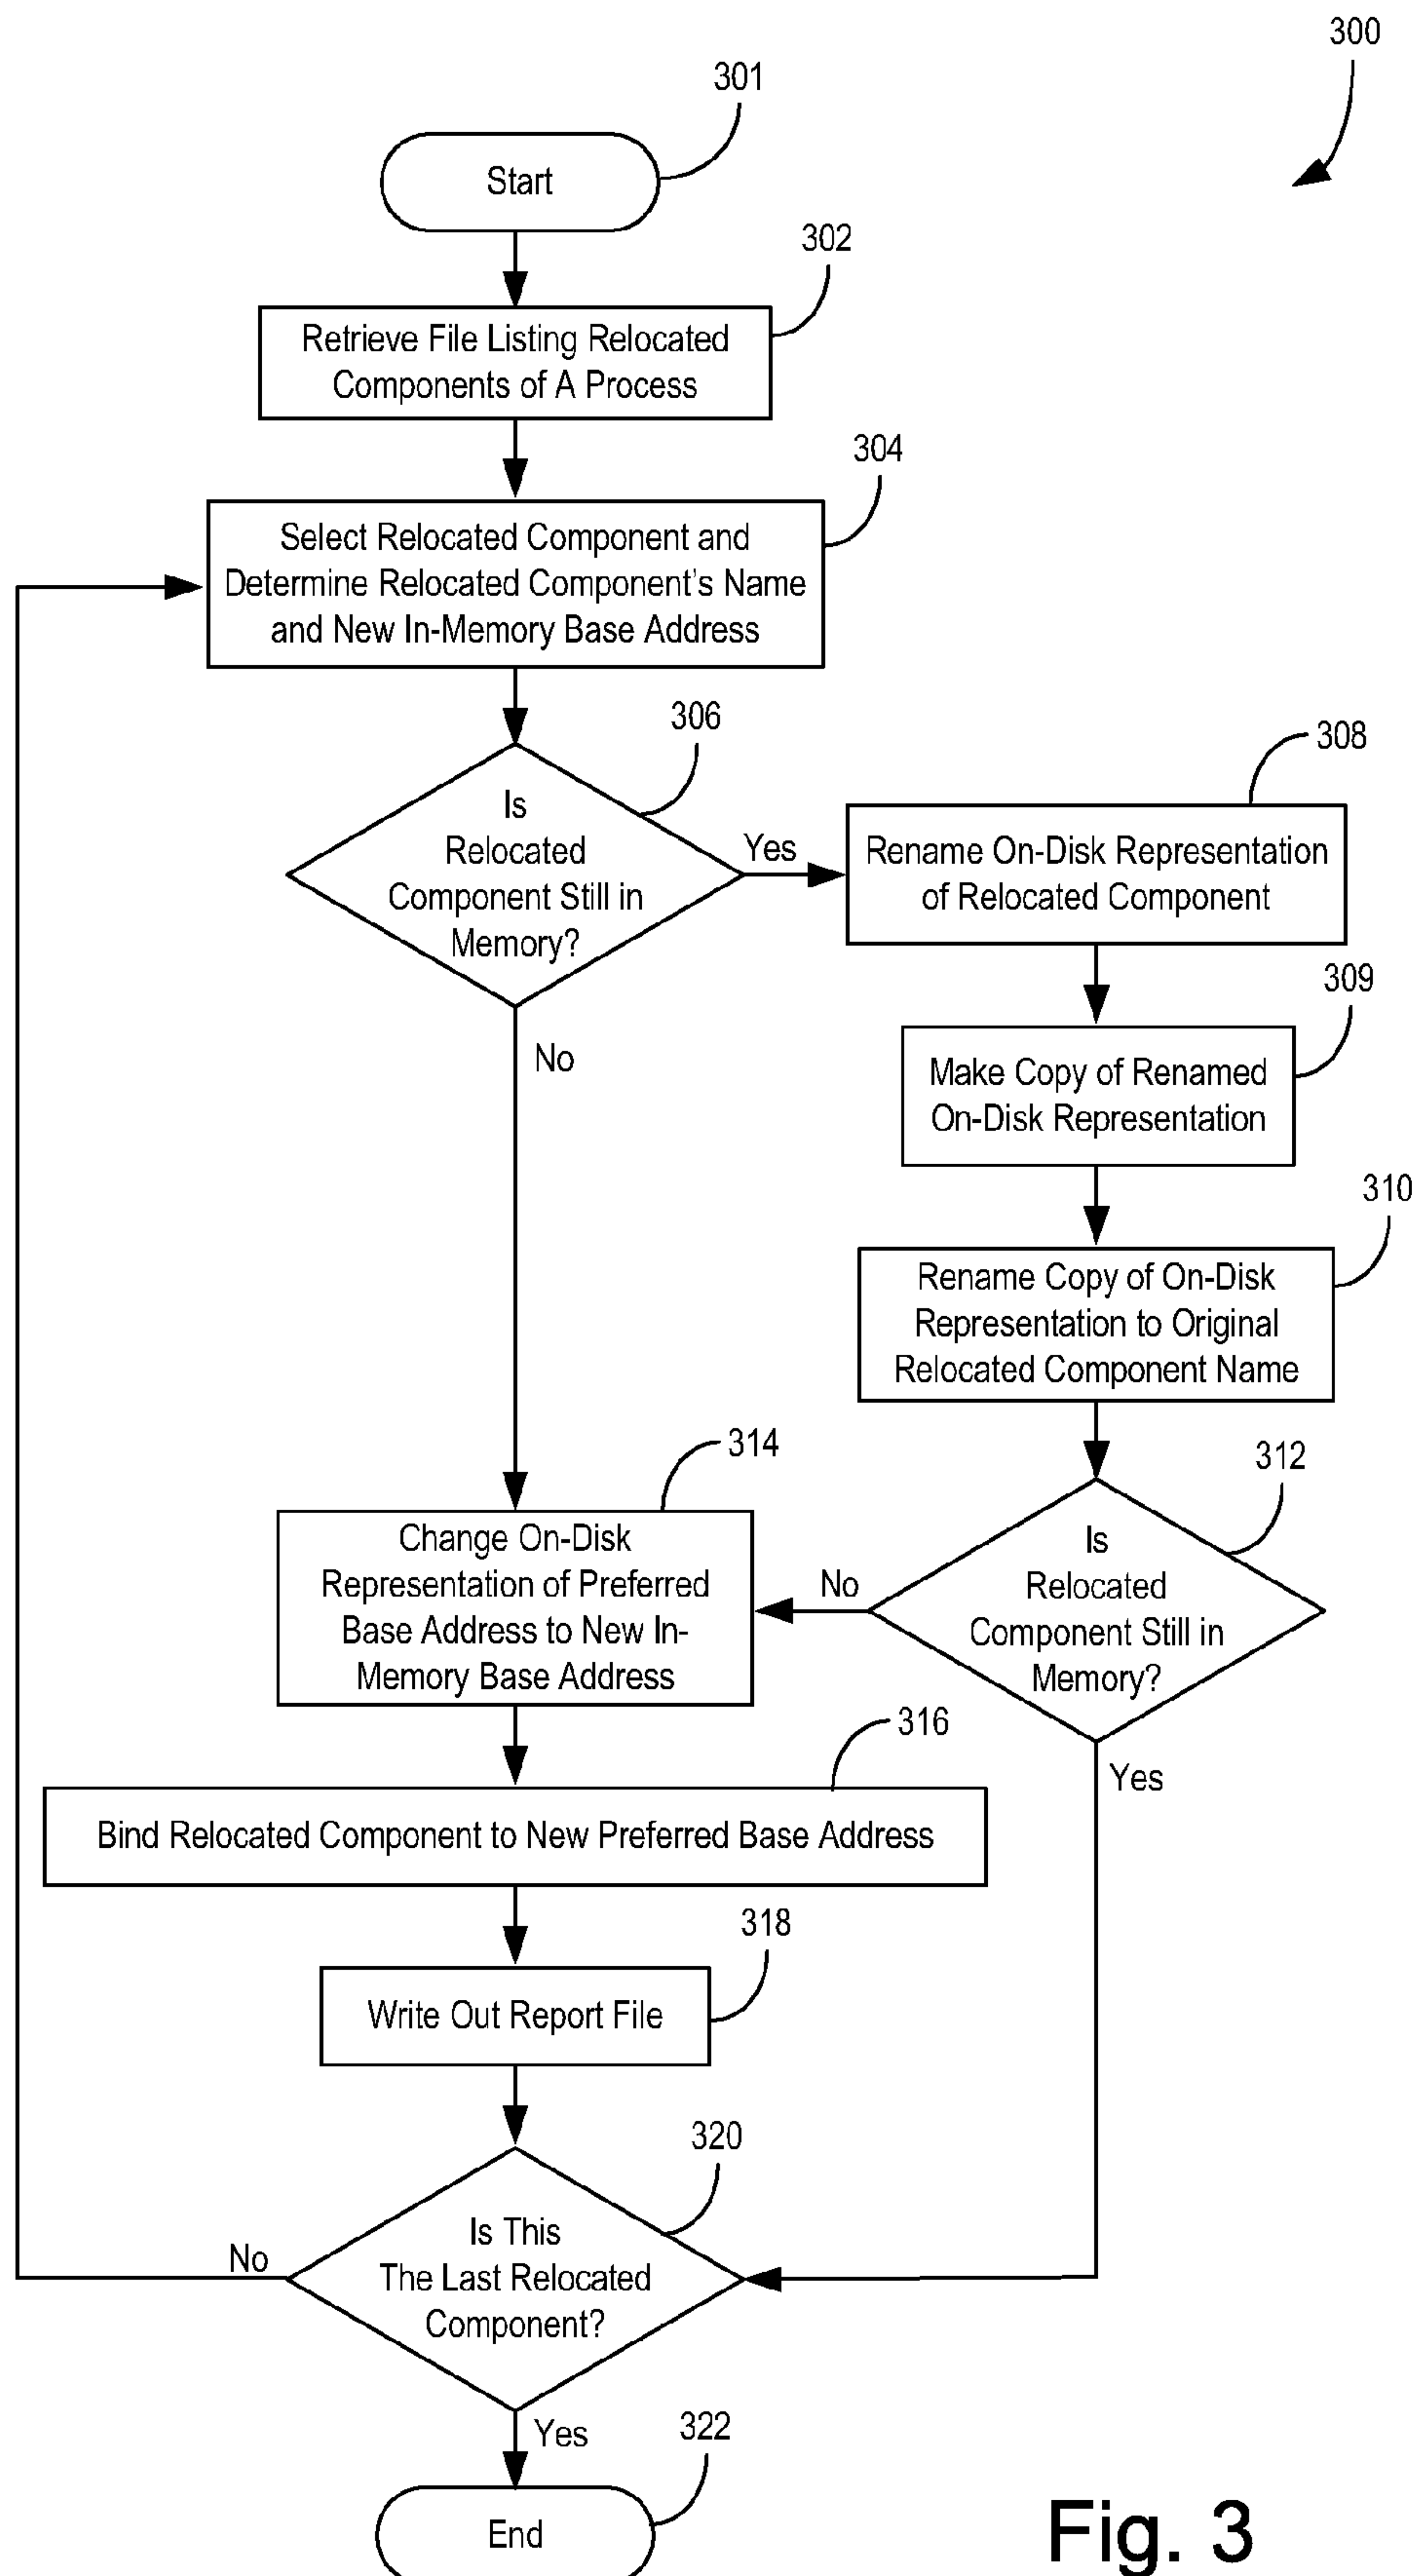 300
301
Start
302
Retrieve File Listing Relocated
Components of A Process
304
Select Relocated Component and
Determine Relocated Component's Name
and New In-Memory Base Address
306
Is
Relocated
Component Still in
Memory?
Yes
No
308
Rename On-Disk Representation
of Relocated Component
309
Make Copy of Renamed
On-Disk Representation
310
Rename Copy of On-Disk
Representation to Original
Relocated Component Name
312
Is
Relocated
Component Still in
Memory?
No
Yes
314
Change On-Disk
Representation of Preferred
Base Address to New In-
Memory Base Address
316
Bind Relocated Component to New Preferred Base Address
318
Write Out Report File
320
Is This
The Last Relocated
Component?
No
Yes
322
End
Fig. 3